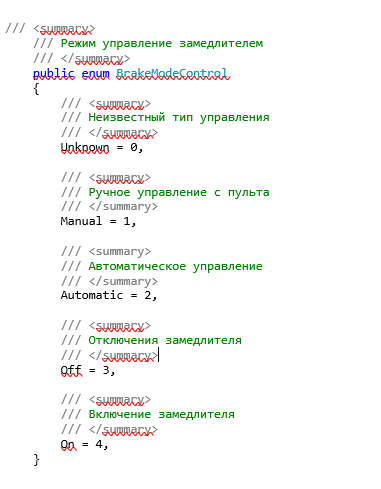 /// <summary>
/// Режим управление замедлителем
/// </summary>
public enum BrakeModeControl
{
/// <summary>
/// Неизвестный тип управления
/// </summary>
Unknown = 0,
/// <summary>
/// Ручное управление с пульта
/// </summary>
Manual = 1,
/// <summary>
/// Автоматическое управление
/// </summary>
Automatic = 2,
/// <summary>
/// Отключения замедлителя
/// </summary>
Off = 3,
/// <summary>
/// Включение замедлителя
/// </summary>
On = 4,
}